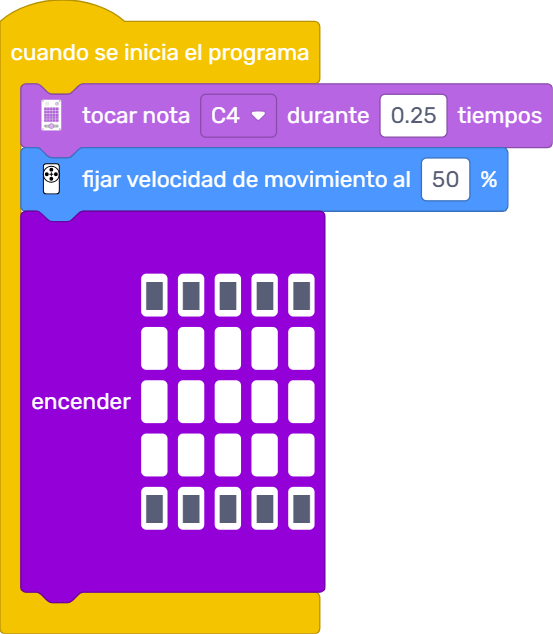 cuando se inicia el programa
tocar nota C4 durante 0.25 tiempos
fijar velocidad de movimiento al 50 %
encender